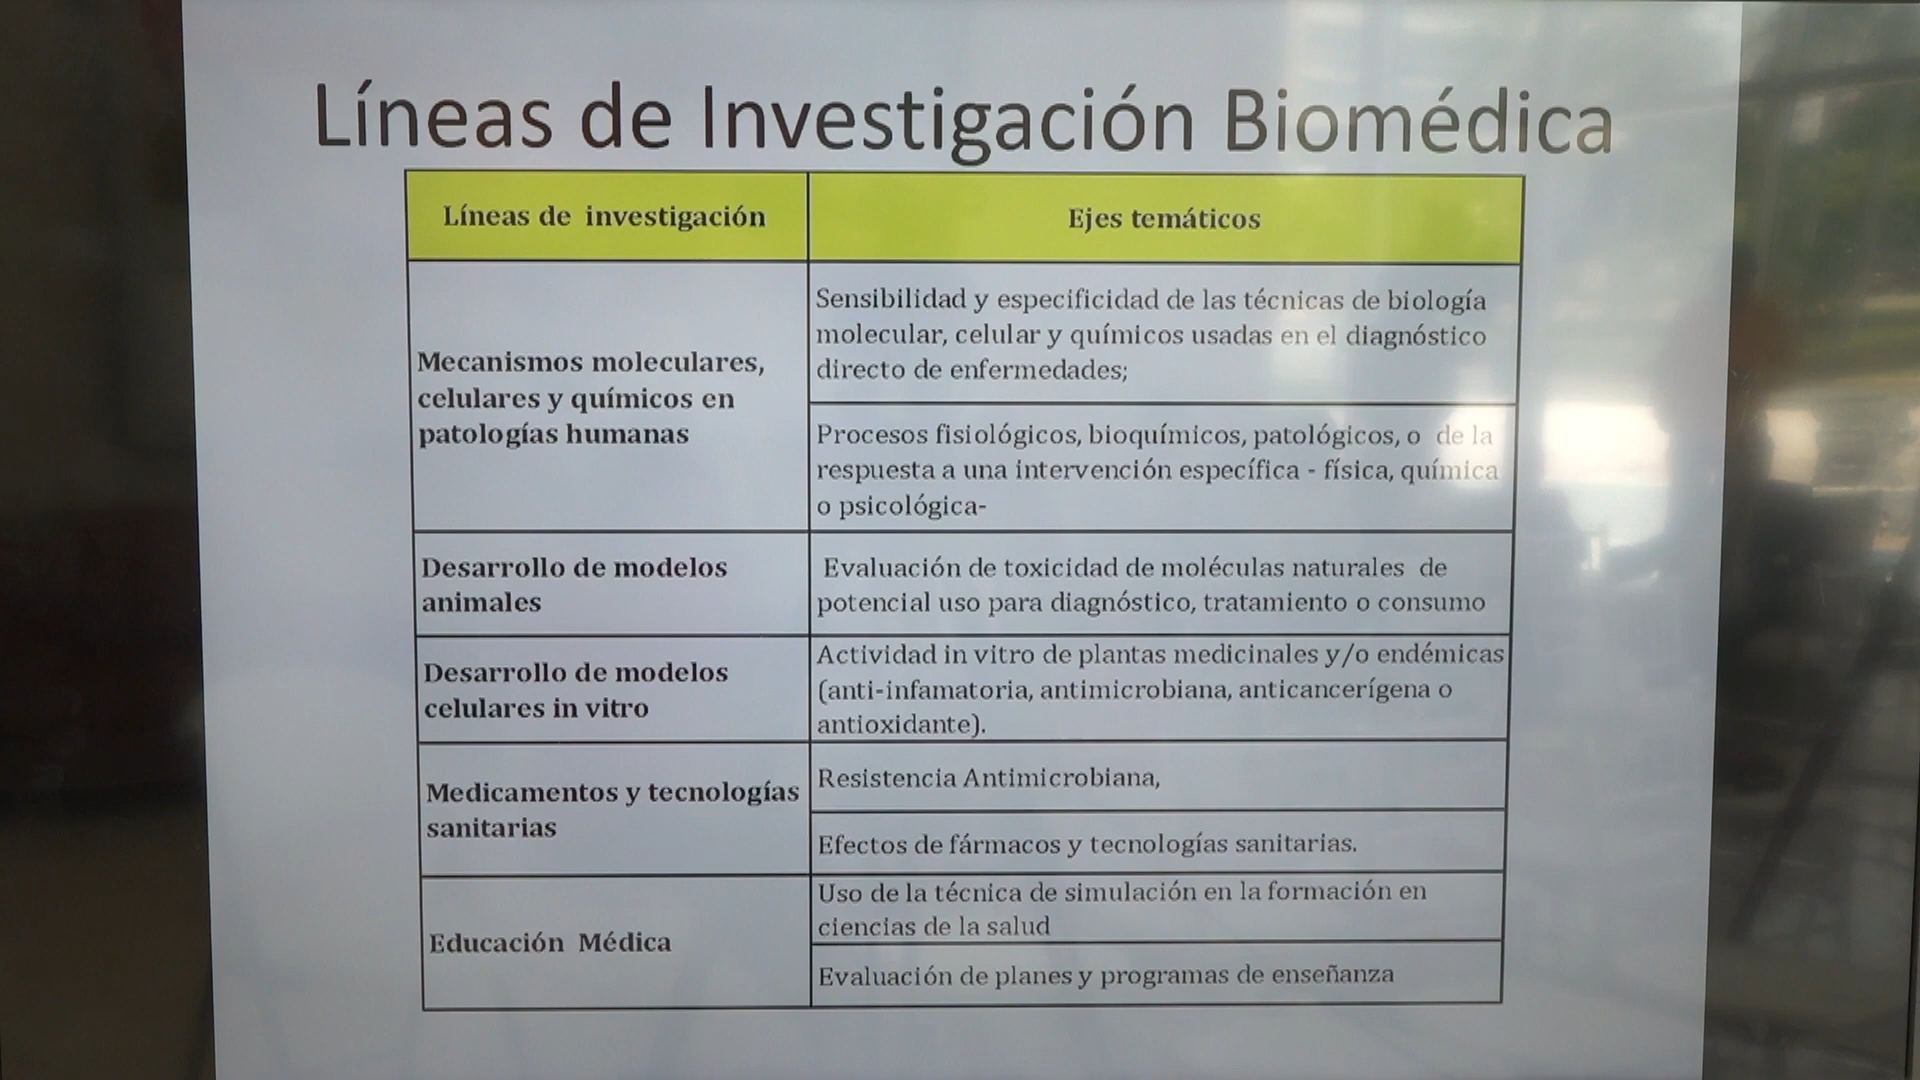 Líneas de Investigación Biomédica
Líneas de investigación
Ejes temáticos
Mecanismos moleculares,
celulares y químicos en
patologías humanas
Sensibilidad y especificidad de las técnicas de biología
molecular, celular y químicos usadas en el diagnóstico
directo de enfermedades;
Procesos fisiológicos, bioquímicos, patológicos, o de la
respuesta a una intervención específica - física, química
o psicológica-
Desarrollo de modelos
animales
Evaluación de toxicidad de moléculas naturales de
potencial uso para diagnóstico, tratamiento o consumo
Desarrollo de modelos
celulares in vitro
Actividad in vitro de plantas medicinales y/o endémicas
(anti-infamatoria, antimicrobiana, anticancerígena o
antioxidante).
Medicamentos y tecnologías
sanitarias
Resistencia Antimicrobiana,
Efectos de fármacos y tecnologías sanitarias.
Educación Médica
Uso de la técnica de simulación en la formación en
ciencias de la salud
Evaluación de planes y programas de enseñanza